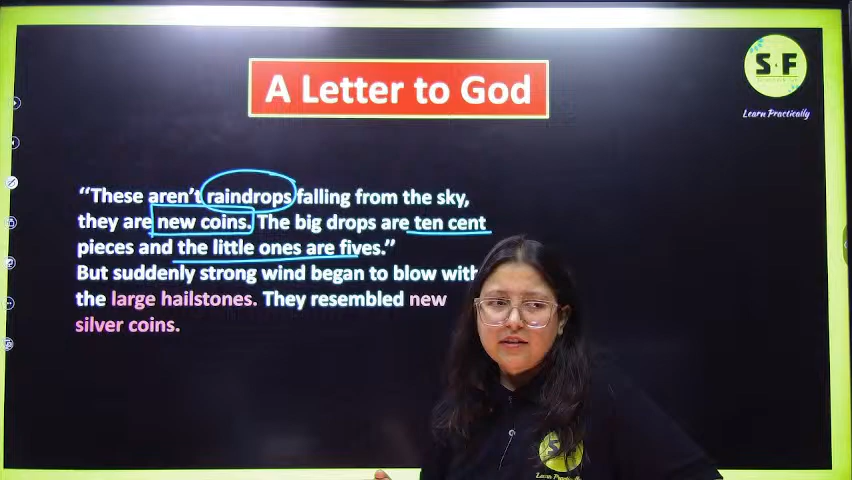 A Letter to God
S F
Learn Practically
“These aren’t raindrops falling from the sky,
they are new coins. The big drops are ten cent
pieces and the little ones are fives.”
But suddenly strong wind began to blow with
the large hailstones. They resembled new
silver coins.
Learn